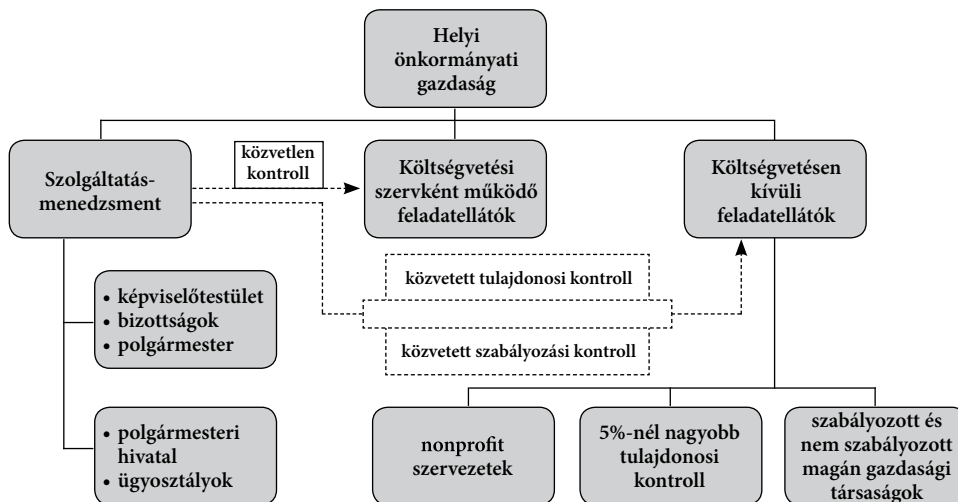 Helyi
önkormányati
gazdaság
Szolgáltatás-
menedzsment
közvetlen
kontroll
Költségvetési
szervként működő
feladatellátók
Költségvetésen
kívüli
feladatellátók
• képviselőtestület
• bizottságok
• polgármester
közvetett tulajdonosi kontroll
közvetett szabályozási kontroll
• polgármesteri
hivatal
• ügyosztályok
nonprofit
szervezetek
5%-nél nagyobb
tulajdonosi
kontroll
szabályozott és
nem szabályozott
magán gazdasági
társaságok